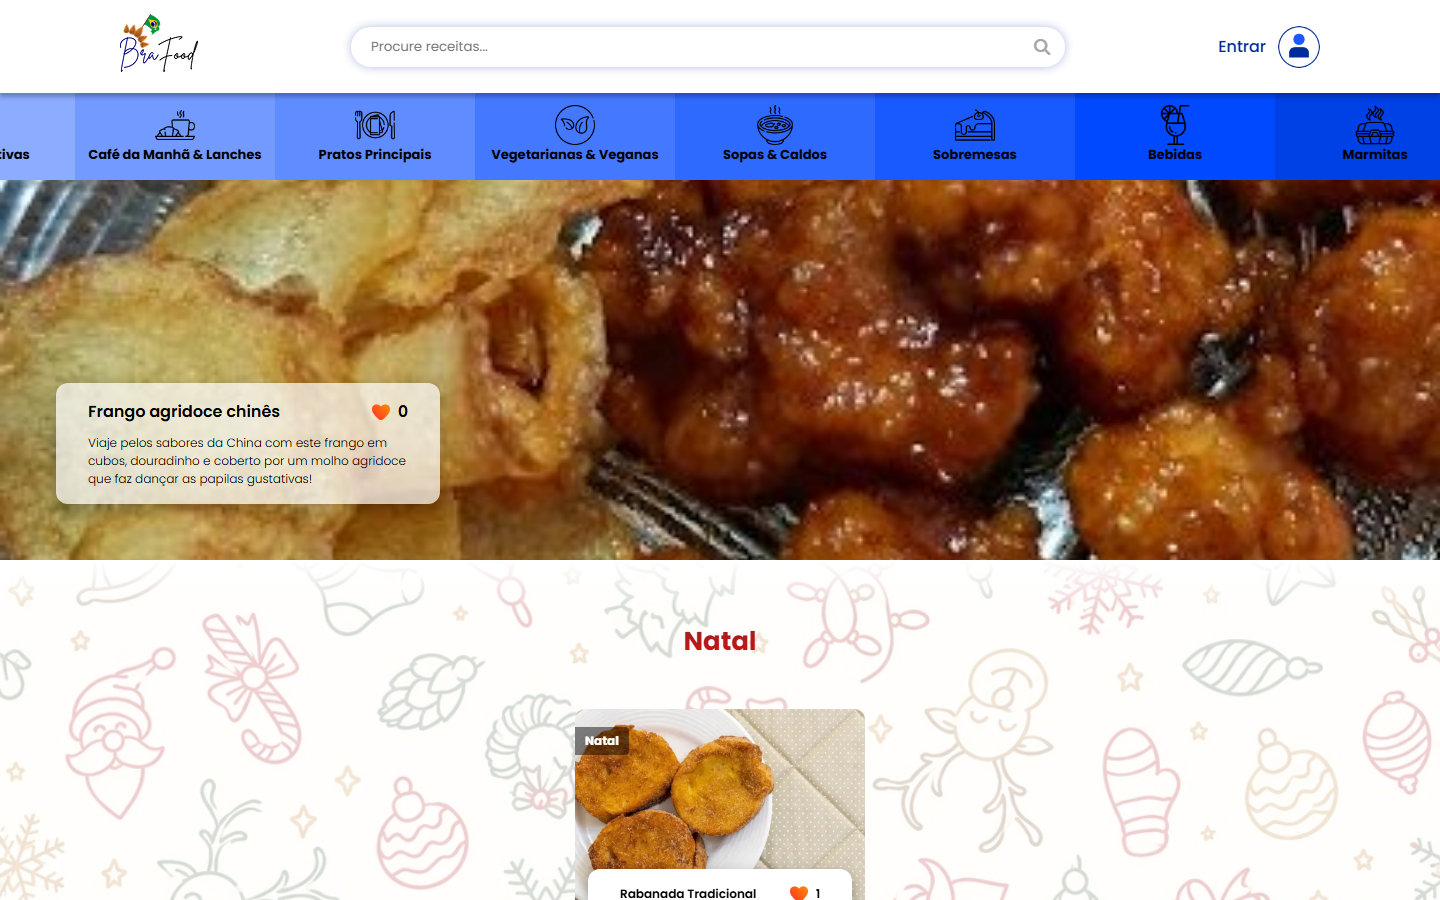 BraFood
Procure receitas...
Entrar
tivas
Café da Manhã & Lanches
Pratos Principais
Vegetarianas & Veganas
Sopas & Caldos
Sobremesas
Bebidas
Marmitas
Frango agridoce chinês
0
Viaje pelos sabores da China com este frango em
cubos, douradinho e coberto por um molho agridoce
que faz dançar as papilas gustativas!
Natal
Natal
Rabanada Tradicional
1